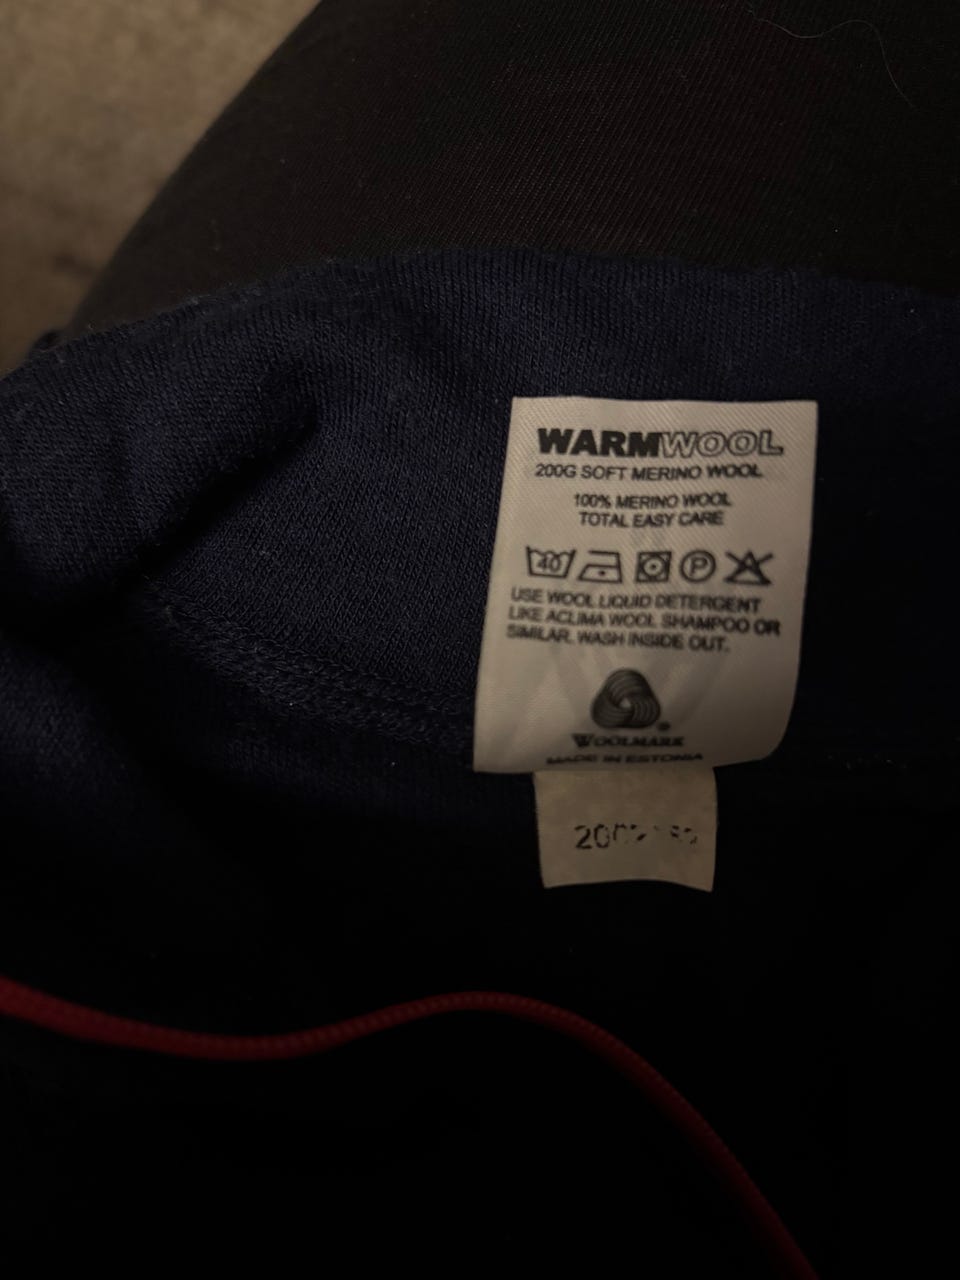 WARMWOOL
200G SOFT MERINO WOOL
100% MERINO WOOL
TOTAL EASY CARE
40 P
USE WOOL LIQUID DETERGENT
LIKE ACLIMA WOOL SHAMPOO OR
SIMILAR. WASH INSIDE OUT.
WOOLMARK
MADE IN ESTONIA